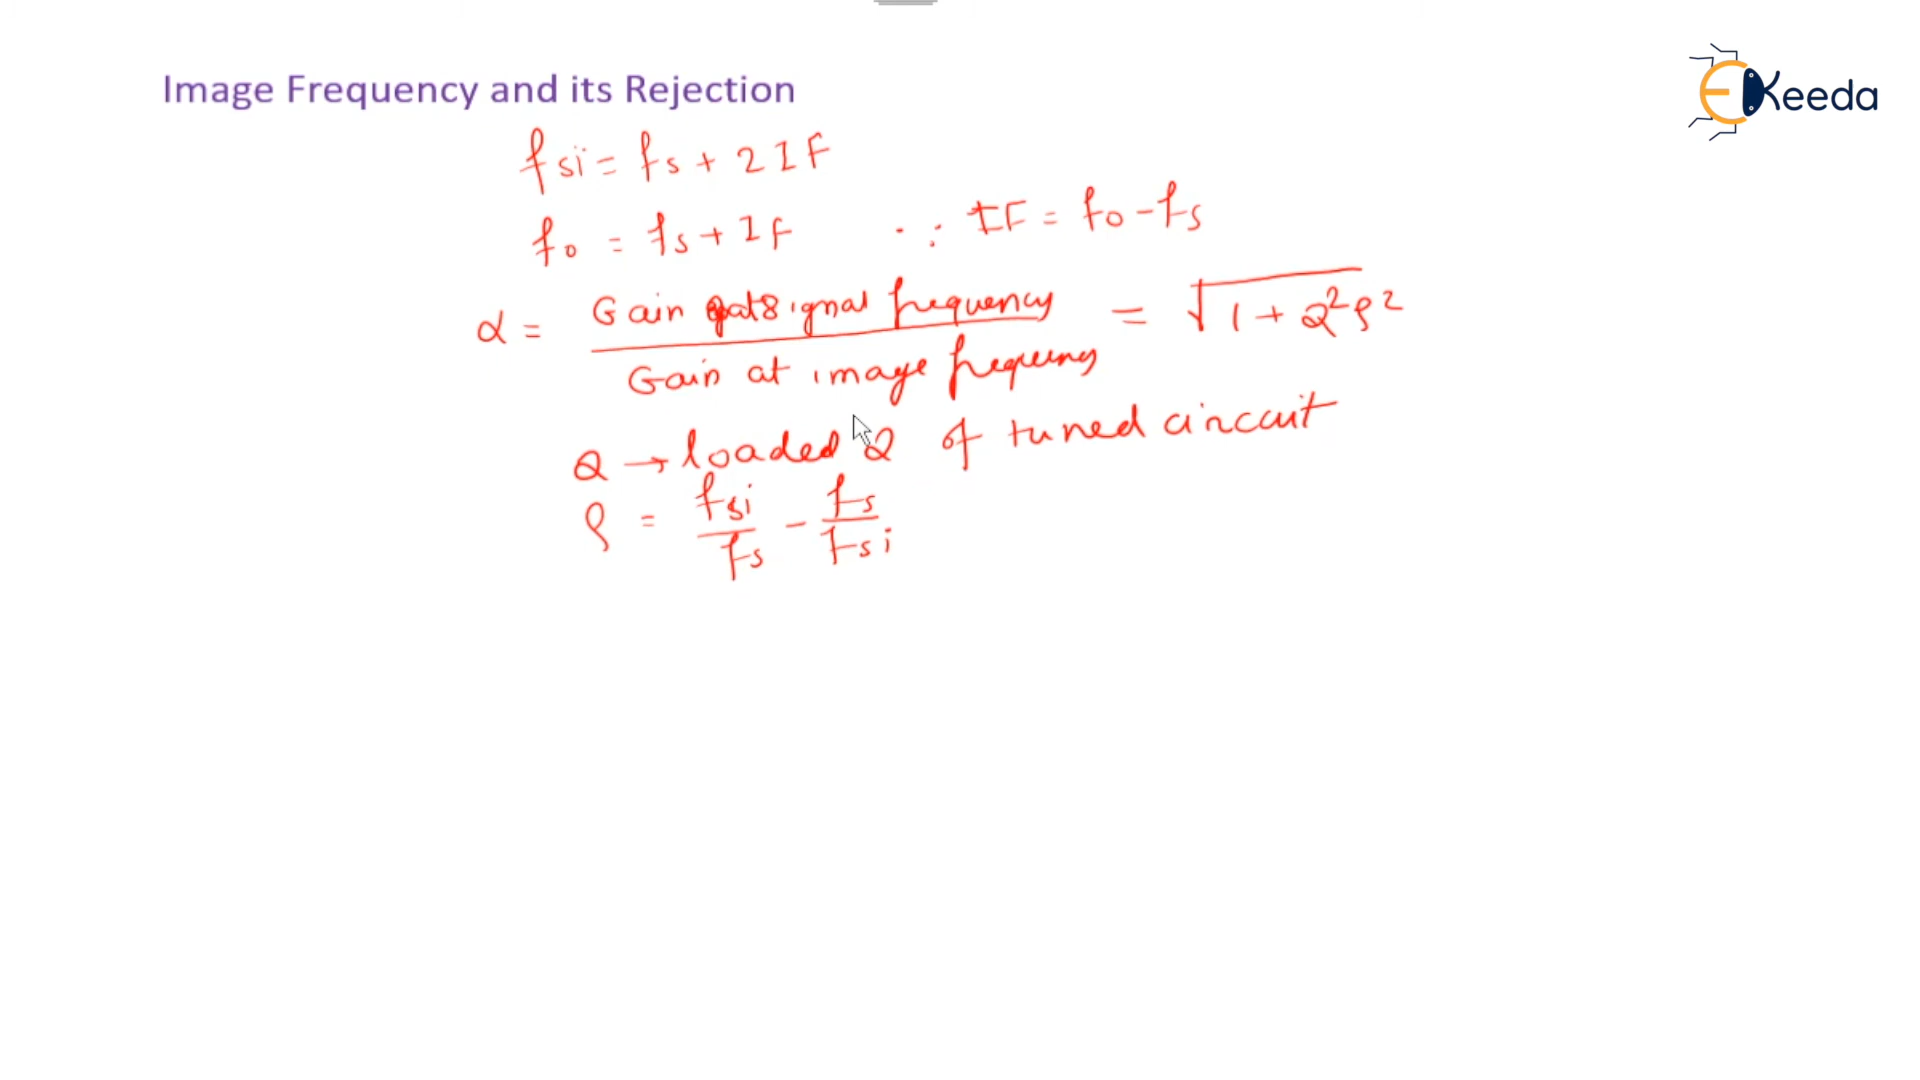 Image Frequency and its Rejection
EKeeda
fsi = fs + 2IF
fo = fs + IF ∵ IF = fo - fs
α = Gain at signal frequency / Gain at image frequency = √1 + Q²ρ²
Q → loaded Q of tuned circuit
ρ = fsi/fs - fs/fsi